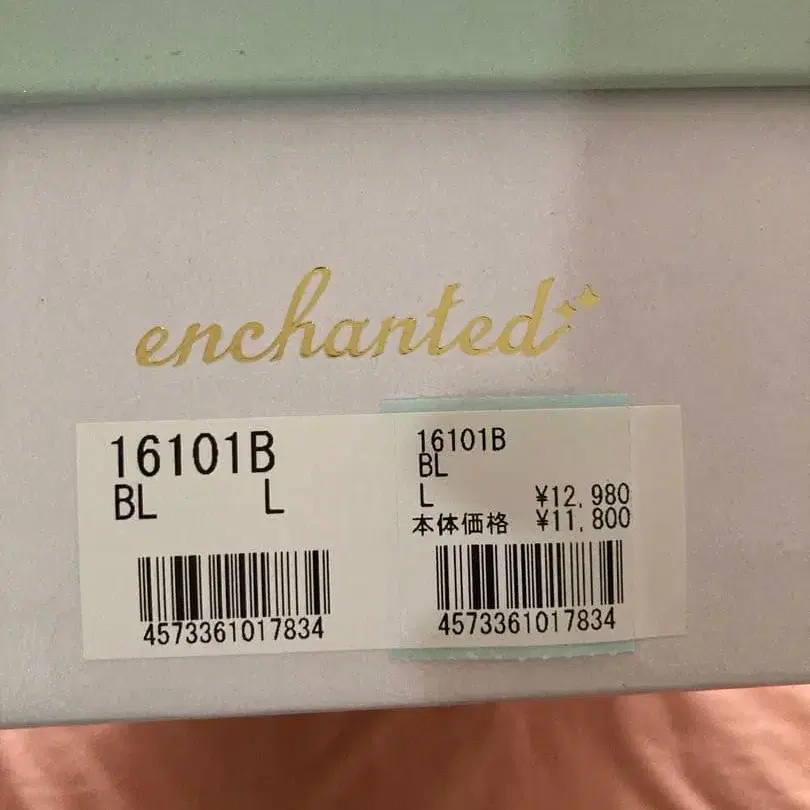 enchanted
16101B
BL L
4573361017834
16101B
BL
L ¥12,980
本体価格 ¥11,800
4573361017834